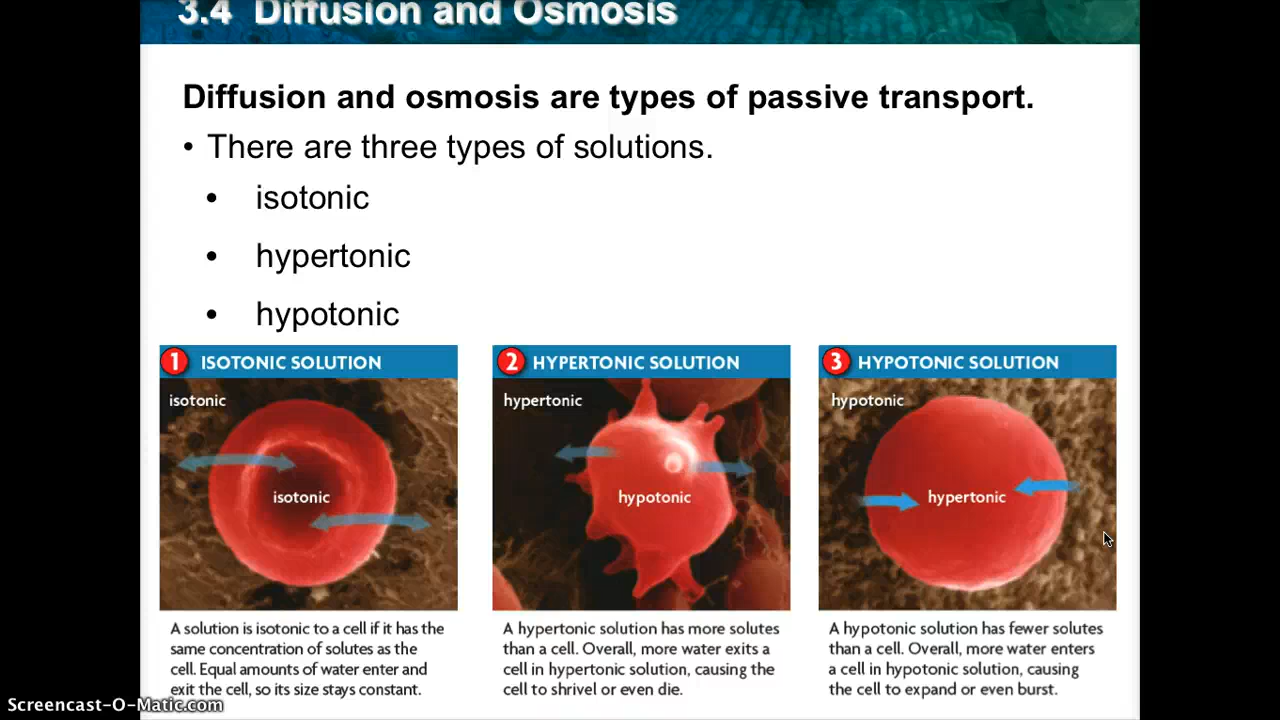 3.4 Diffusion and Osmosis
Diffusion and osmosis are types of passive transport.
• There are three types of solutions.
• isotonic
• hypertonic
• hypotonic
1 ISOTONIC SOLUTION
isotonic
isotonic
A solution is isotonic to a cell if it has the
same concentration of solutes as the
cell. Equal amounts of water enter and
exit the cell, so its size stays constant.
2 HYPERTONIC SOLUTION
hypertonic
hypotonic
A hypertonic solution has more solutes
than a cell. Overall, more water exits a
cell in hypertonic solution, causing the
cell to shrivel or even die.
3 HYPOTONIC SOLUTION
hypotonic
hypertonic
A hypotonic solution has fewer solutes
than a cell. Overall, more water enters
a cell in hypotonic solution, causing
the cell to expand or even burst.
Screencast-O-Matic.com